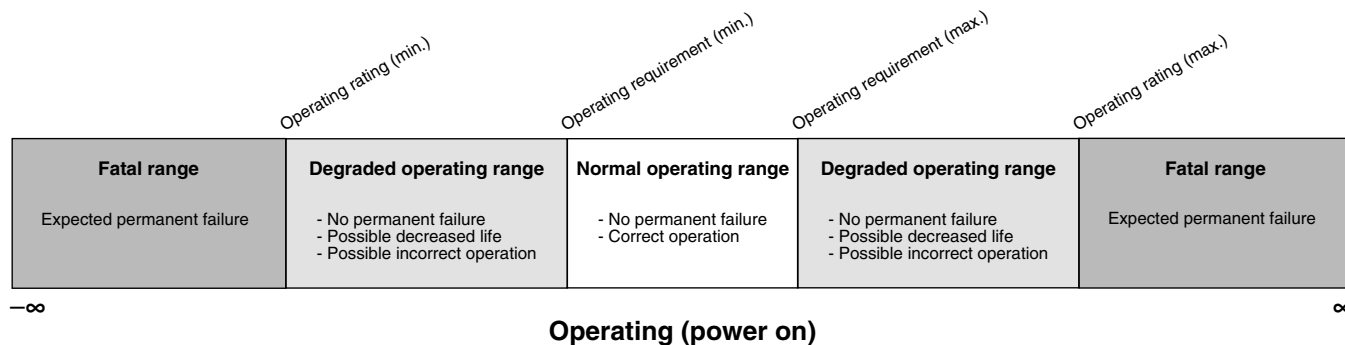 Operating rating (min.)
Operating requirement (min.)
Operating requirement (max.)
Operating rating (max.)
Fatal range
Expected permanent failure
Degraded operating range
- No permanent failure
- Possible decreased life
- Possible incorrect operation
Normal operating range
- No permanent failure
- Correct operation
Degraded operating range
- No permanent failure
- Possible decreased life
- Possible incorrect operation
Fatal range
Expected permanent failure
–∞
∞
Operating (power on)